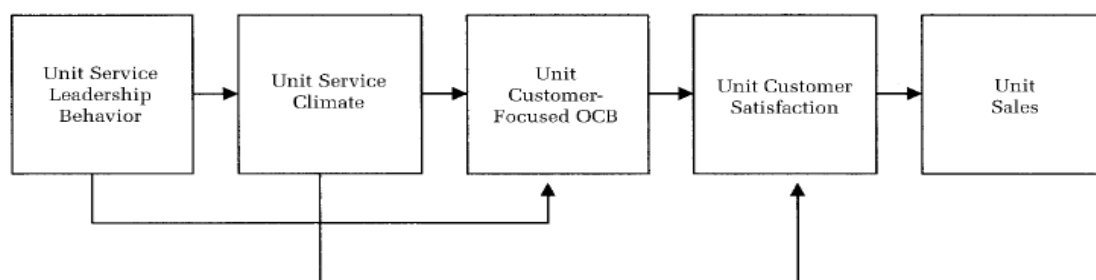 Unit Service
Leadership
Behavior
Unit Service
Climate
Unit
Customer-
Focused OCB
Unit Customer
Satisfaction
Unit
Sales